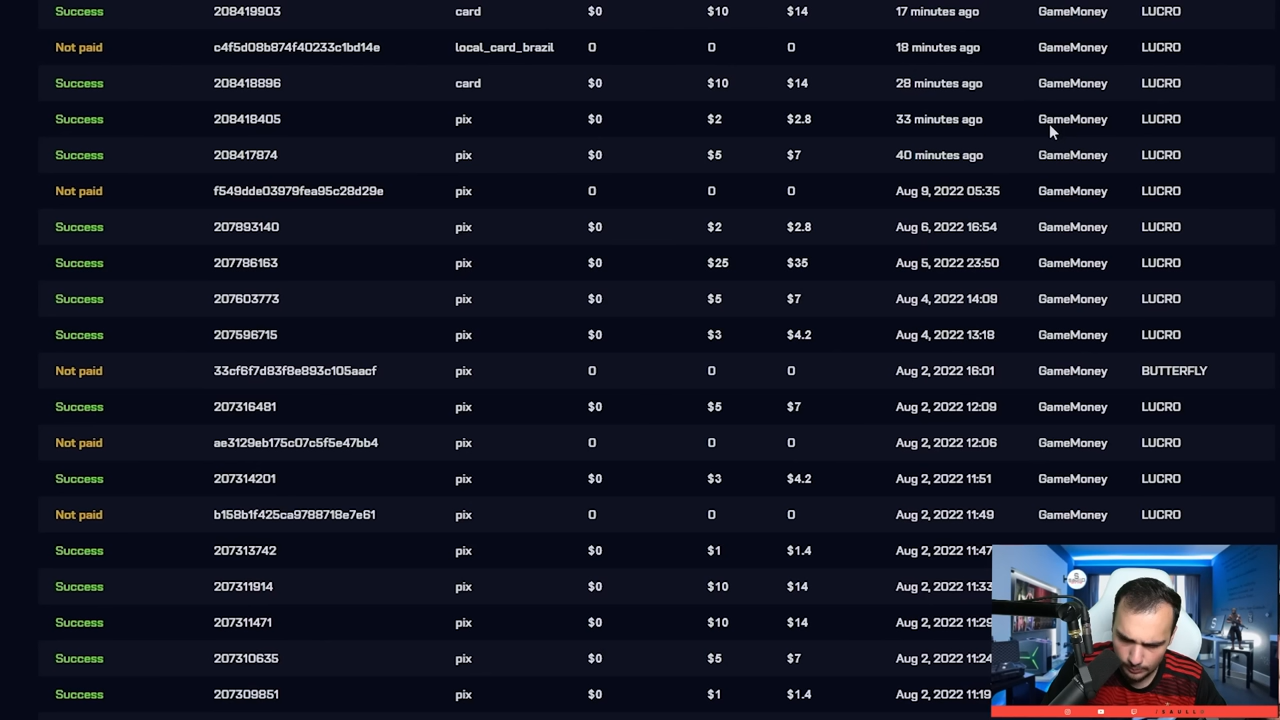 Success 208419903 card $0 $10 $14 17 minutes ago GameMoney LUCRO
Not paid c4f5d08b874f40233c1bd14e local_card_brazil 0 0 0 18 minutes ago GameMoney LUCRO
Success 208418896 card $0 $10 $14 28 minutes ago GameMoney LUCRO
Success 208418405 pix $0 $2 $2.8 33 minutes ago GameMoney LUCRO
Success 208417874 pix $0 $5 $7 40 minutes ago GameMoney LUCRO
Not paid f549dde03979fea95c28d29e pix 0 0 0 Aug 9, 2022 05:35 GameMoney LUCRO
Success 207893140 pix $0 $2 $2.8 Aug 6, 2022 16:54 GameMoney LUCRO
Success 207786163 pix $0 $25 $35 Aug 5, 2022 23:50 GameMoney LUCRO
Success 207603773 pix $0 $5 $7 Aug 4, 2022 14:09 GameMoney LUCRO
Success 207596715 pix $0 $3 $4.2 Aug 4, 2022 13:18 GameMoney LUCRO
Not paid 33cf6f7d83f8e893c105aacf pix 0 0 0 Aug 2, 2022 16:01 GameMoney BUTTERFLY
Success 207316481 pix $0 $5 $7 Aug 2, 2022 12:09 GameMoney LUCRO
Not paid ae3129eb175c07c5f5e47bb4 pix 0 0 0 Aug 2, 2022 12:06 GameMoney LUCRO
Success 207314201 pix $0 $3 $4.2 Aug 2, 2022 11:51 GameMoney LUCRO
Not paid b158b1f425ca9788718e7e61 pix 0 0 0 Aug 2, 2022 11:49 GameMoney LUCRO
Success 207313742 pix $0 $1 $1.4 Aug 2, 2022 11:47
Success 207311914 pix $0 $10 $14 Aug 2, 2022 11:33
Success 207311471 pix $0 $10 $14 Aug 2, 2022 11:29
Success 207310635 pix $0 $5 $7 Aug 2, 2022 11:24
Success 207309851 pix $0 $1 $1.4 Aug 2, 2022 11:19